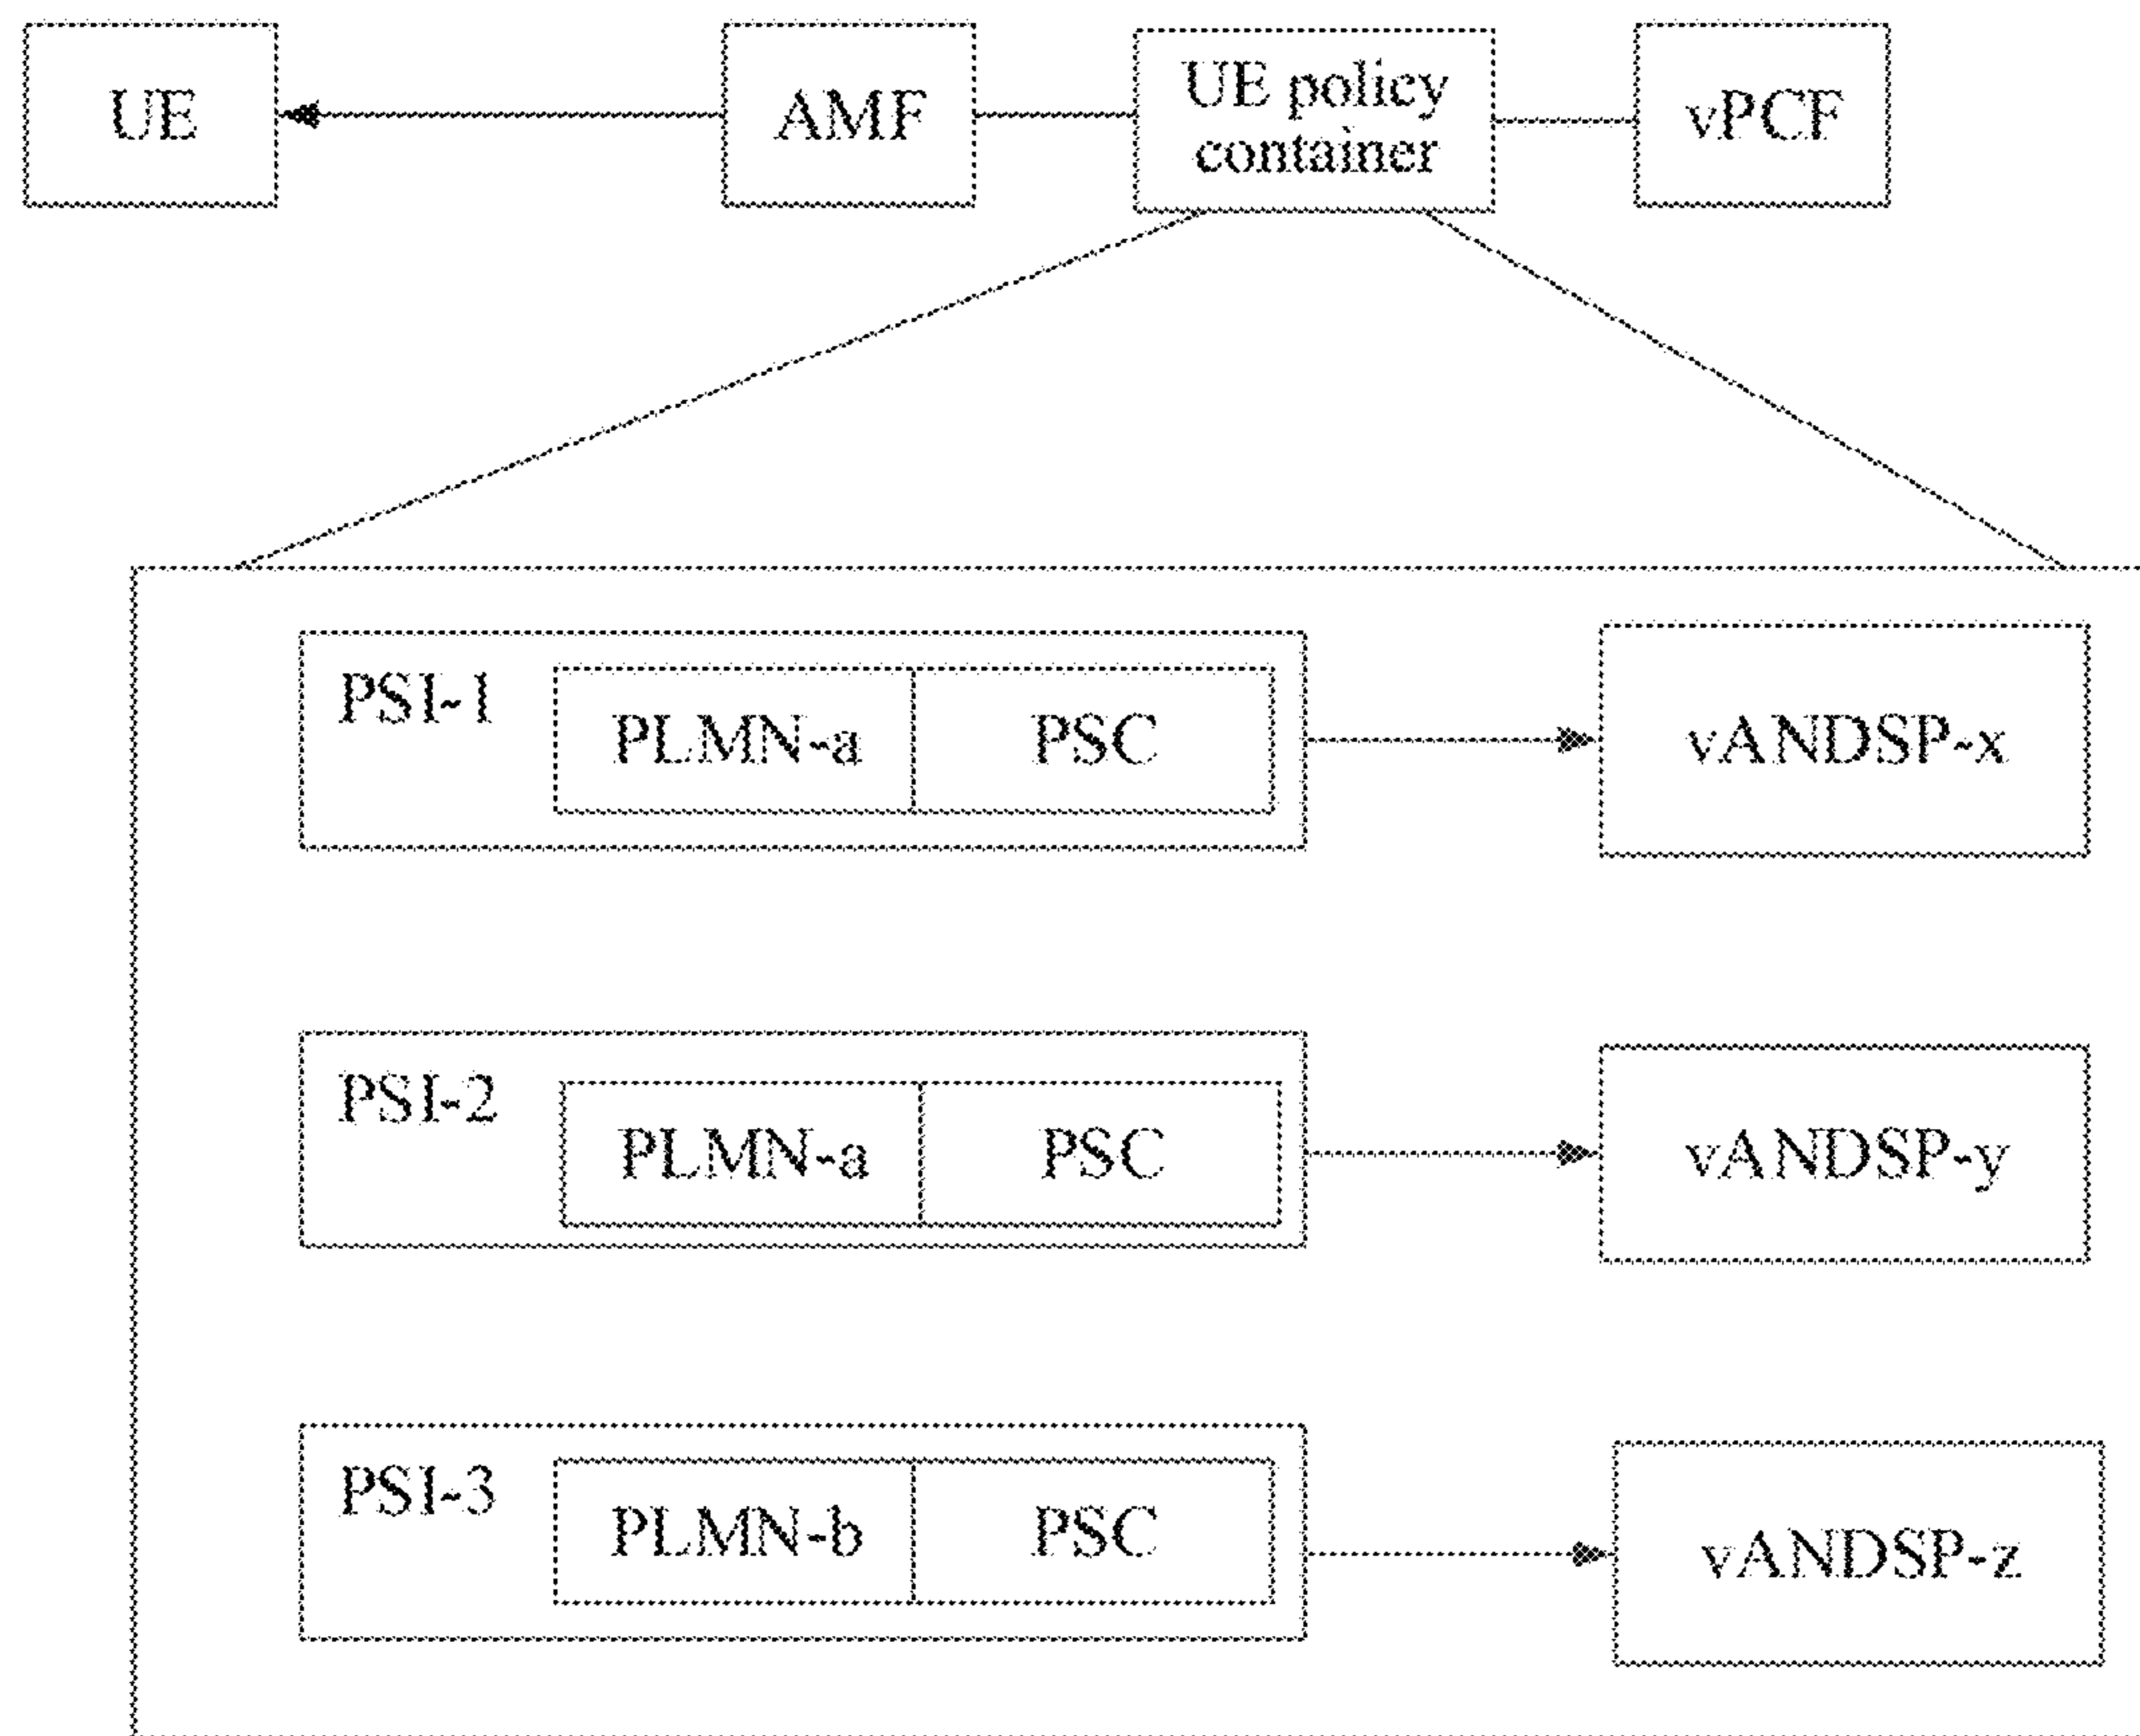 UE
AMF
UE policy
container
vPCF
PSI-1
PLMN-a
PSC
vANDSP-x
PSI-2
PLMN-a
PSC
vANDSP-y
PSI-3
PLMN-b
PSC
vANDSP-z